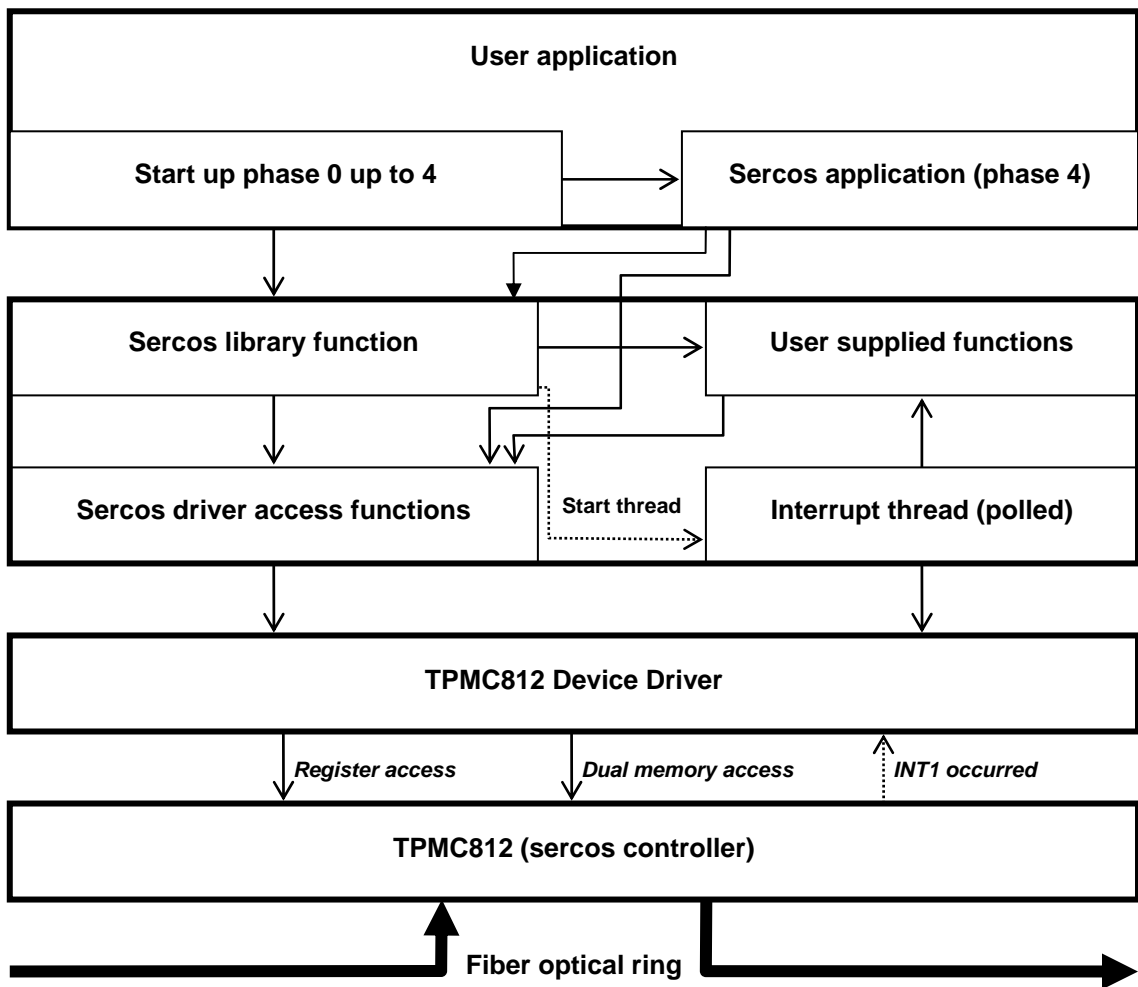 User application
Start up phase 0 up to 4
Sercos application (phase 4)
Sercos library function
User supplied functions
Sercos driver access functions
Start thread
Interrupt thread (polled)
TPMC812 Device Driver
Register access
Dual memory access
INT1 occurred
TPMC812 (sercos controller)
Fiber optical ring